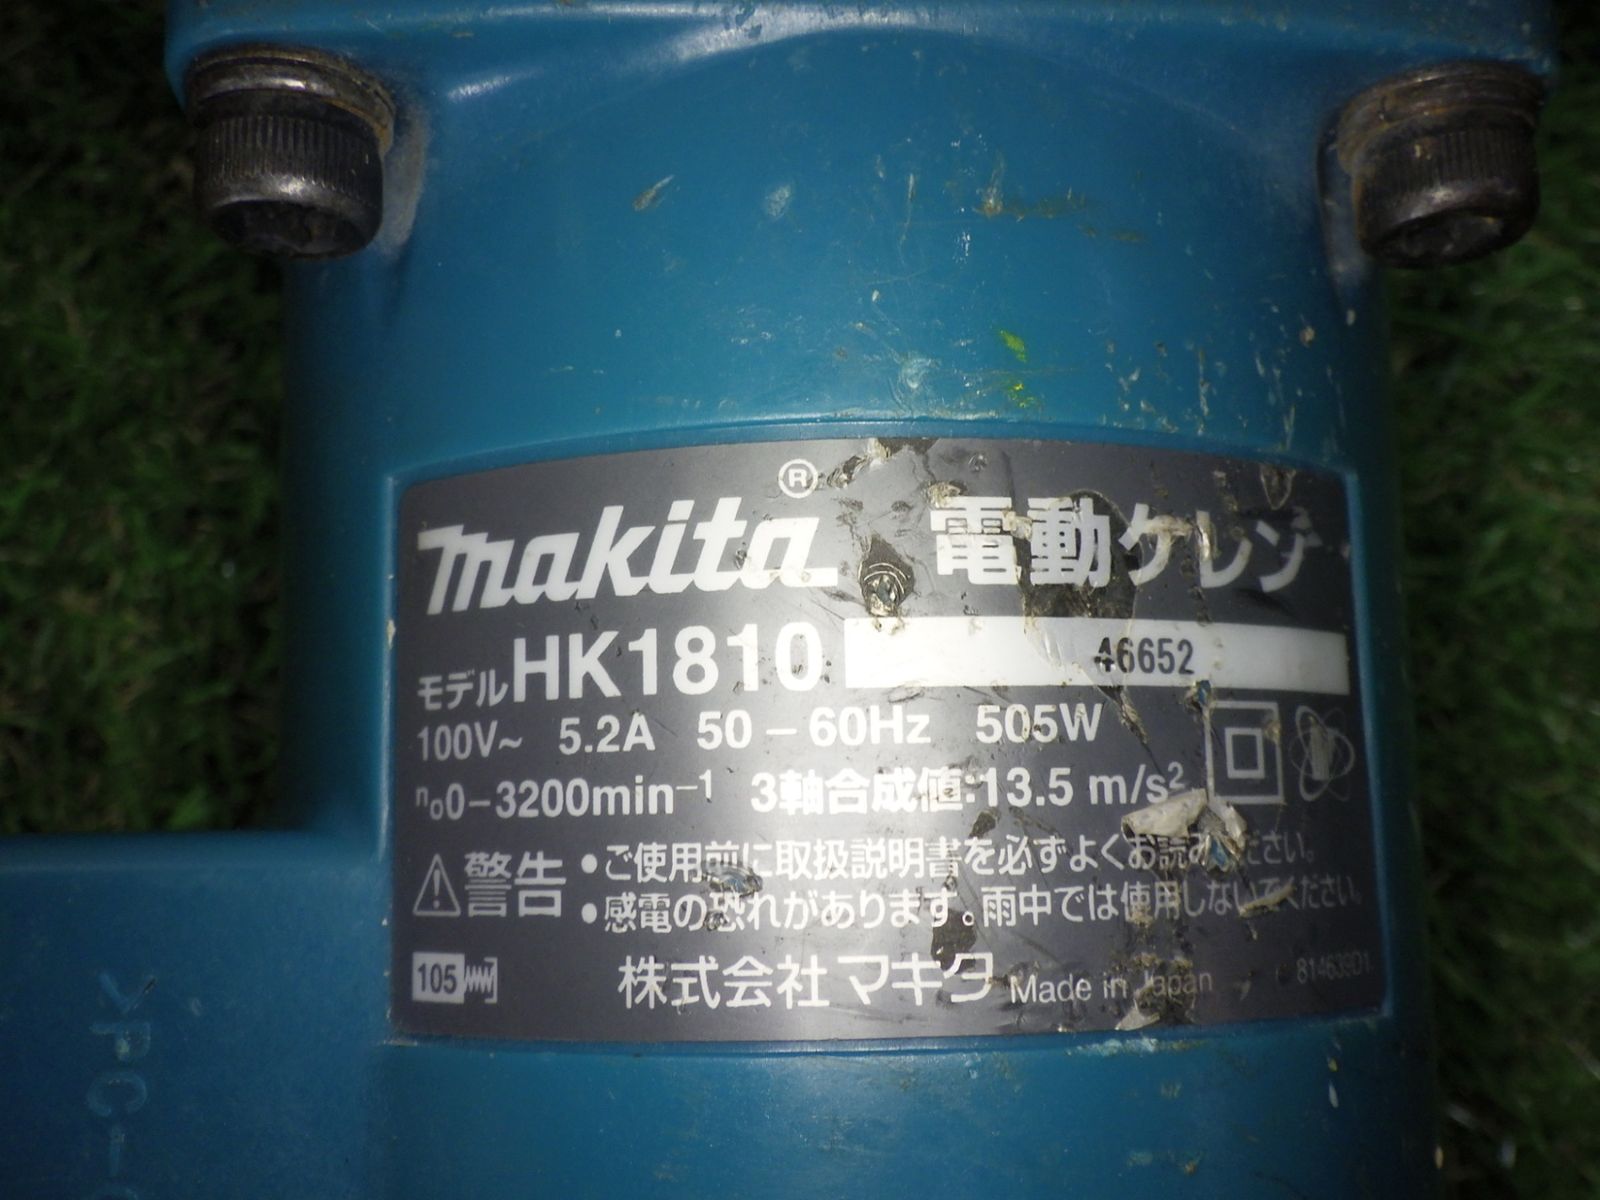 makita® 電動ケレン
モデル HK1810 46652
100V~ 5.2A 50-60Hz 505W
n₀0-3200min⁻¹ 3軸合成値:13.5 m/s²
⚠警告 •ご使用前に取扱説明書を必ずよくお読みください。
•感電の恐れがあります。雨中では使用しないでください。
105 株式会社マキタ Made in Japan 814639D1
>PC-